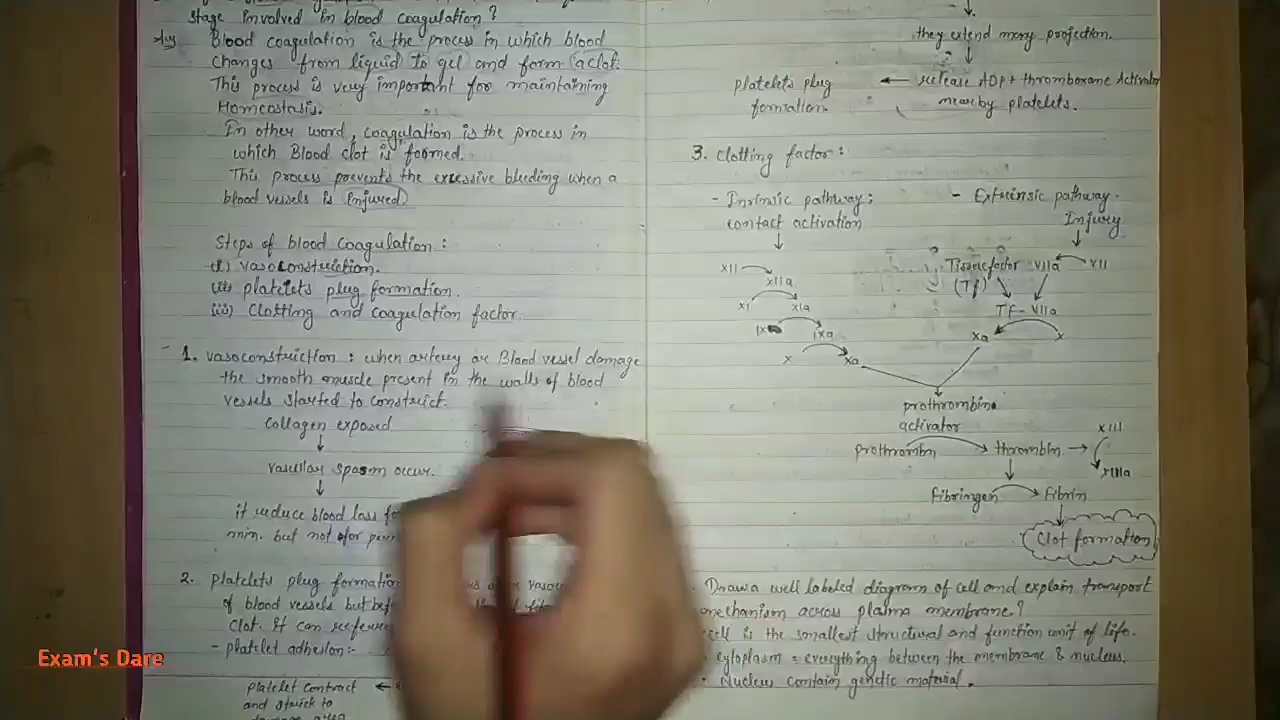 stage involved in blood coagulation?
Ans Blood coagulation is the process in which blood
changes from liquid to gel and form a clot.
This process is very important for maintaining
Homeostasis.
In other word, coagulation is the process in
which Blood clot is formed.
This process prevents the excessive bleeding when a
blood vessels is injured
Steps of blood coagulation:
(i) vasoconstriction.
(ii) platelets plug formation.
(iii) Clotting and coagulation factor.
1. vasoconstriction: when artery or Blood vessel damage
the smooth muscle present in the walls of blood
vessels started to constrict.
Collagen exposed
vascular spasm occur.
it reduce blood loss
min. but not for
2. Platelets plug formation
of blood vessels but
clot. it can
- platelet adhesion:-
platelet contract
and struck to
they extend many projection.
release ADP + thromboxane Activator
near by platelets.
platelets plug
formation.
3. Clotting factor:
- Intrinsic pathway;
contact activation
XII XIIa
XI XIa
IX IXa
X Xa
- Extrinsic pathway.
Injury
Tissue factor VIIa VII
(Tf)
Tf-VIIa
Xa X
prothrombin
activator
prothrombin thrombin XIII
XIIIa
fibringen fibrin
Clot formation
Draw a well labeled diagram of cell and explain transport
mechanism across plasma membrane?
cell is the smallest structural and function unit of life.
Cytoplasm = everything between the membrane & nucleus.
Nucleus contain genetic material.
Exam's Dare